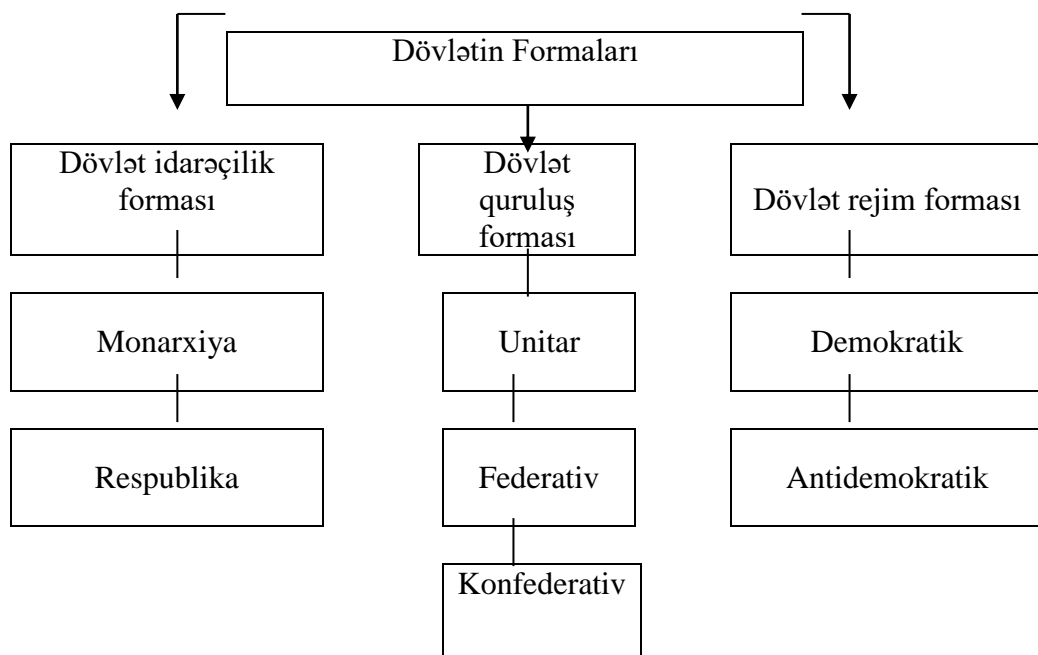 Dövlətin Formaları
Dövlət idarəçilik
forması
Dövlət
quruluş
forması
Dövlət rejim forması
Monarxiya
Unitar
Demokratik
Respublika
Federativ
Antidemokratik
Konfederativ